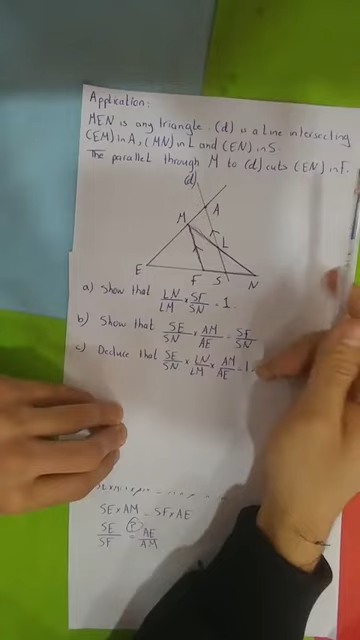 Application:
MEN is any triangle. (d) is a line intersecting
(EM) in A, (MN) in L and (EN) in S.
The parallel through M to (d) cuts (EN) in F.
(d)
A
M
L
E
F
S
N
a) Show that LN/LM × SF/SN = 1
b) Show that SE/SN × AM/AE = SF/SN
c) Deduce that SE/SN × LN/LM × AM/AE = 1
SE × AM = SF × AE
SE/SF = AE/AM
?